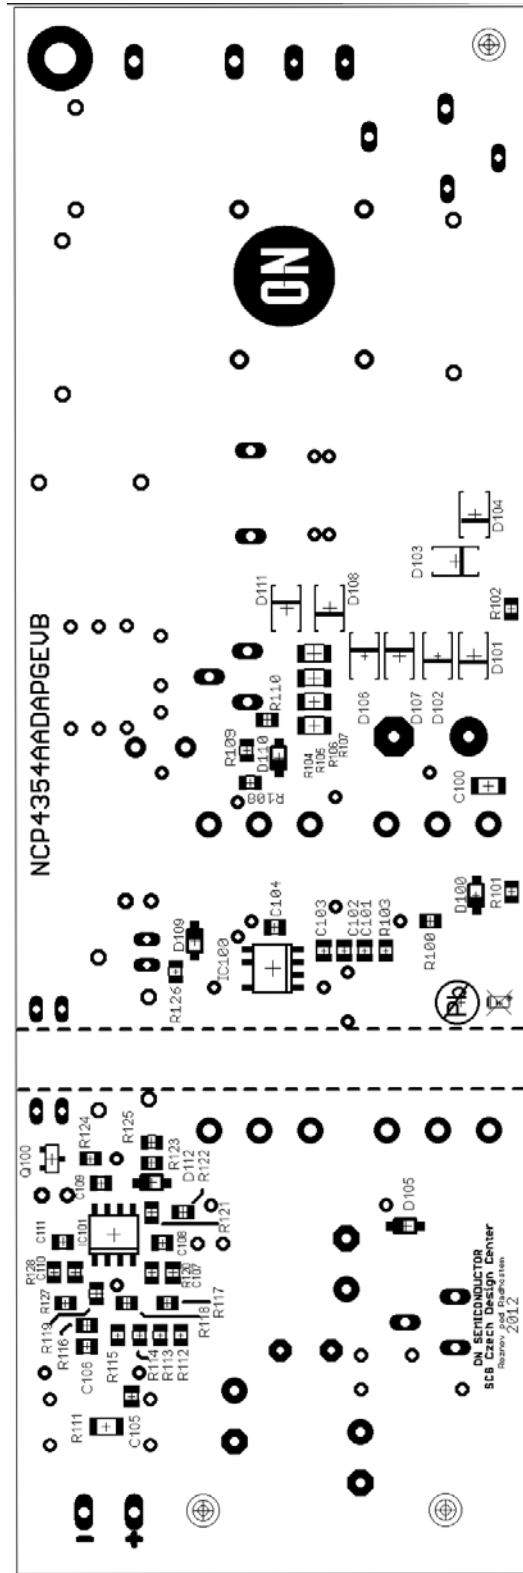 ON
D104
D103
R102
D111
D108
D106
D107
D102
D101
R110
R109
D110
R108
R104
R105
R106
R107
C100
NCP4354AADAPGEVB
D109
R126
IC100
C104
C103
C102
C101
R103
R100
D100
R101
Pb
Q100
R124
R125
R123
D112
R122
C109
IC101
R121
C111
C108
R128
C110
R120
C107
R127
R119
R116
C106
R118
R117
R115
R114
R113
R112
R111
C105
D105
ON SEMICONDUCTOR
SCB Czech Design Center
Roznov pod Radhostem
2012
-
+